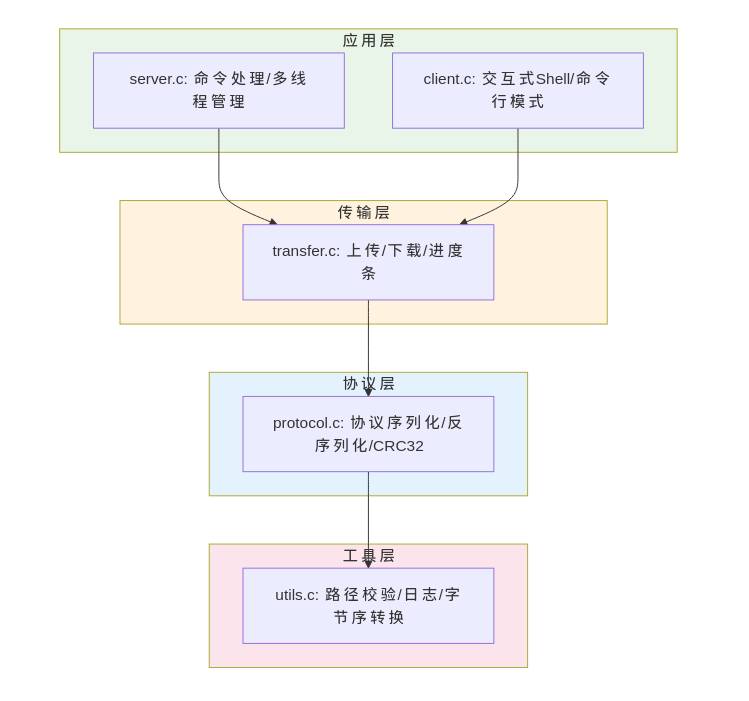 应用层
server.c: 命令处理/多线
程管理
client.c: 交互式Shell/命令
行模式
传输层
transfer.c: 上传/下载/进度
条
协议层
protocol.c: 协议序列化/反
序列化/CRC32
工具层
utils.c: 路径校验/日志/字
节序转换